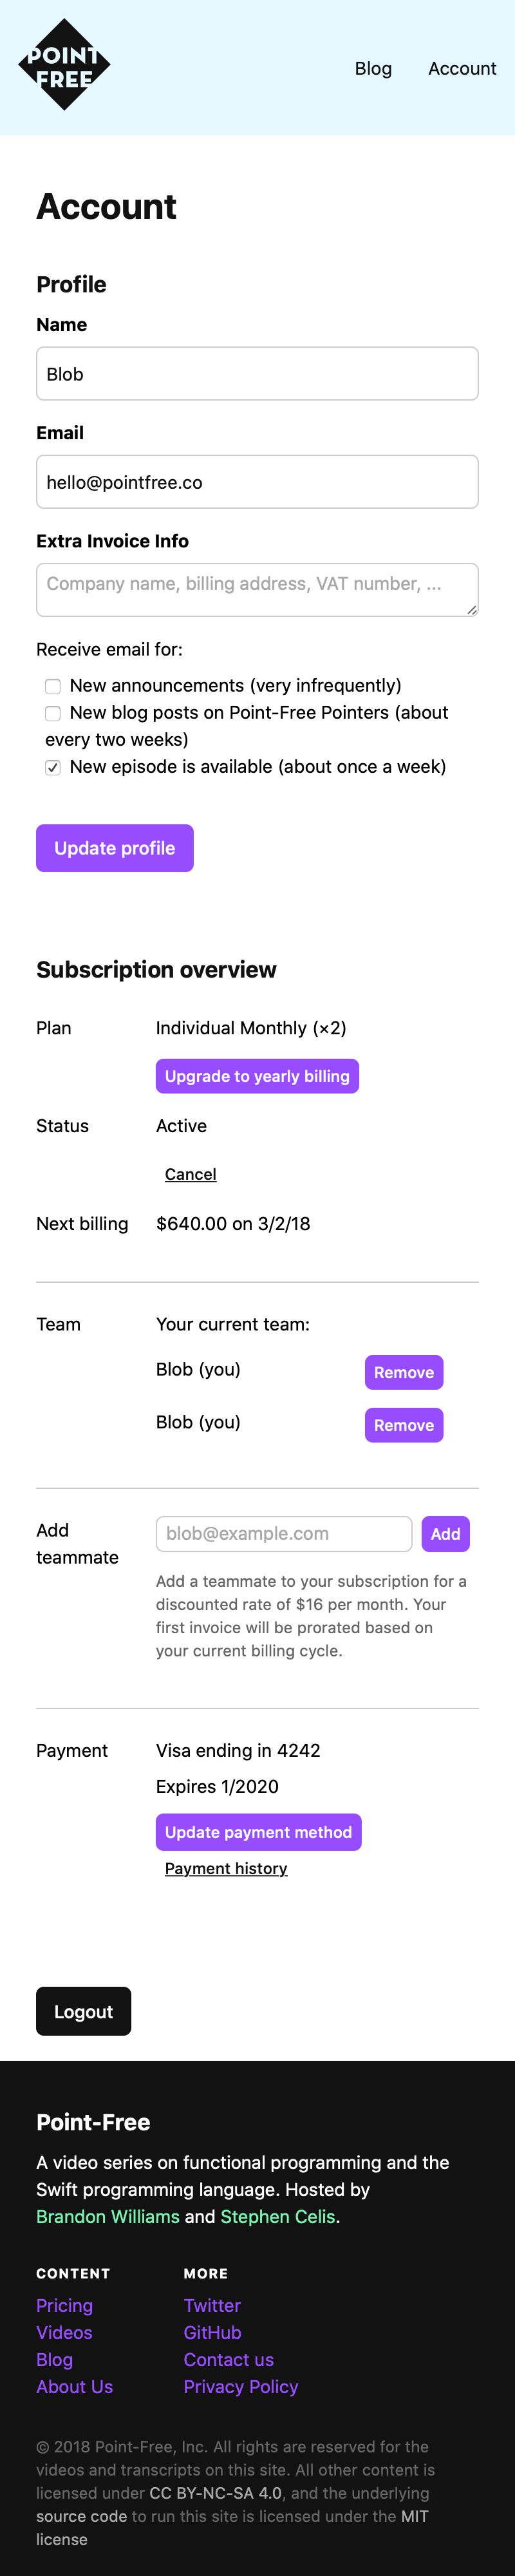 POINT
FREE
Blog
Account
Account
Profile
Name
Blob
Email
hello@pointfree.co
Extra Invoice Info
Company name, billing address, VAT number, ...
Receive email for:
New announcements (very infrequently)
New blog posts on Point-Free Pointers (about
every two weeks)
New episode is available (about once a week)
Update profile
Subscription overview
Plan
Individual Monthly (×2)
Upgrade to yearly billing
Status
Active
Cancel
Next billing
$640.00 on 3/2/18
Team
Your current team:
Blob (you)
Remove
Blob (you)
Remove
Add
teammate
blob@example.com
Add
Add a teammate to your subscription for a
discounted rate of $16 per month. Your
first invoice will be prorated based on
your current billing cycle.
Payment
Visa ending in 4242
Expires 1/2020
Update payment method
Payment history
Logout
Point-Free
A video series on functional programming and the
Swift programming language. Hosted by
Brandon Williams and Stephen Celis.
CONTENT
Pricing
Videos
Blog
About Us
MORE
Twitter
GitHub
Contact us
Privacy Policy
© 2018 Point-Free, Inc. All rights are reserved for the
videos and transcripts on this site. All other content is
licensed under CC BY-NC-SA 4.0, and the underlying
source code to run this site is licensed under the MIT
license